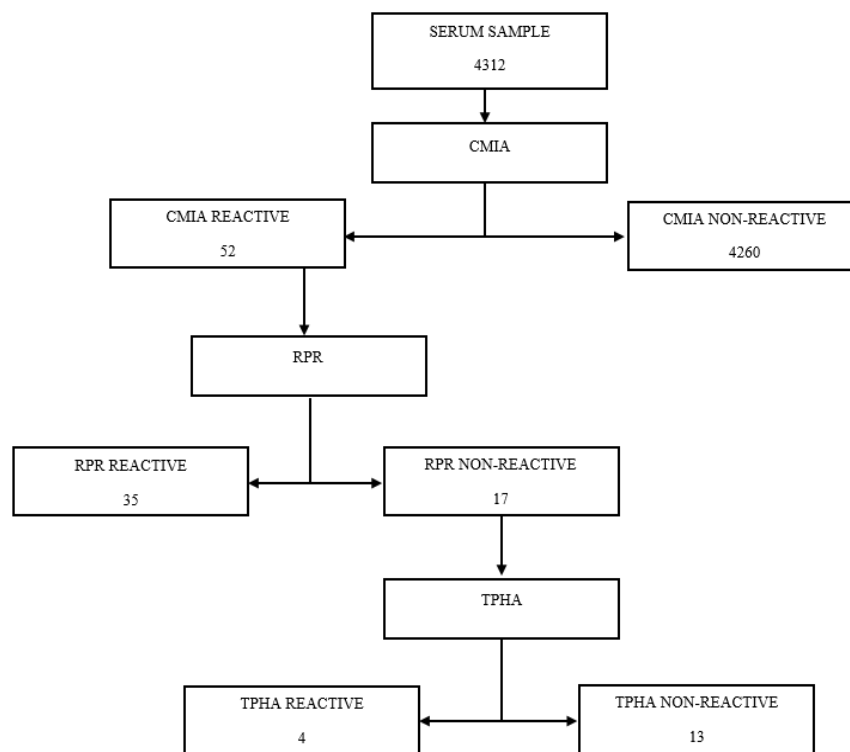 SERUM SAMPLE
4312
CMIA
CMIA REACTIVE
52
CMIA NON-REACTIVE
4260
RPR
RPR REACTIVE
35
RPR NON-REACTIVE
17
TPHA
TPHA REACTIVE
4
TPHA NON-REACTIVE
13